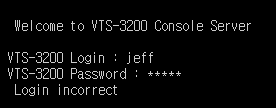 Welcome to VTS-3200 Console Server
VTS-3200 Login : jeff
VTS-3200 Password : *****
Login incorrect